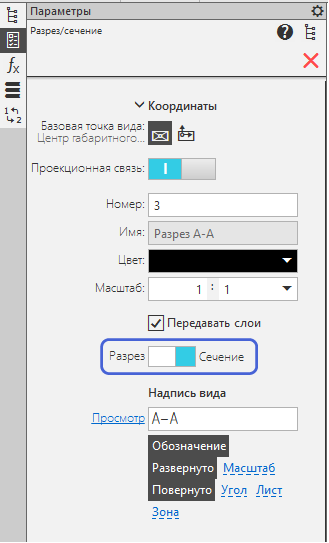 Параметры
Разрез/сечение
?
fx
Координаты
Базовая точка вида:
Центр габаритного...
Проекционная связь:
Номер: 3
Имя: Разрез А-А
Цвет:
Масштаб: 1 : 1
Передавать слои
Разрез Сечение
Надпись вида
Просмотр А–А
Обозначение
Развернуто Масштаб
Повернуто Угол Лист
Зона